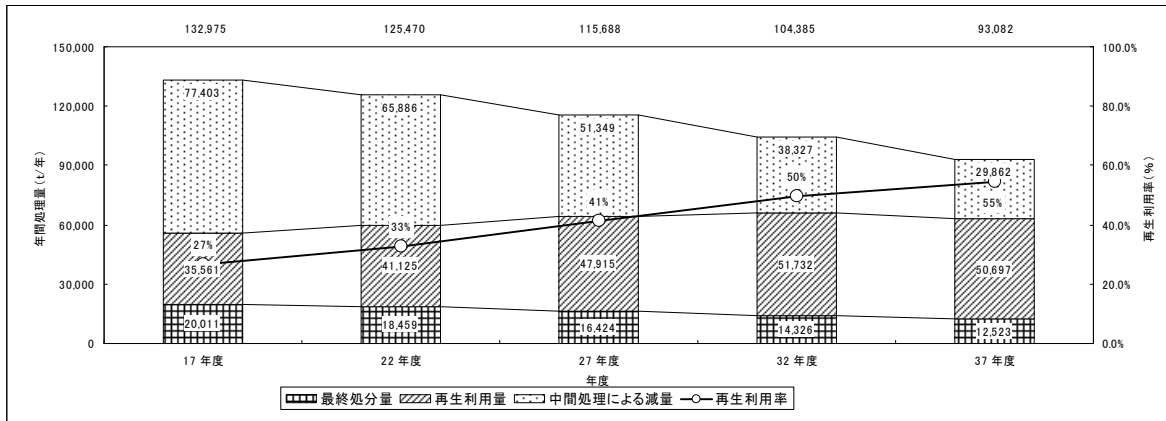 132,975 125,470 115,688 104,385 93,082
150,000 100.0%
77,403 65,886
120,000 80.0%
51,349
38,327
90,000 29,862 60.0%
50%
41% 55%
年間処理量(t/年) 再生利用率(%)
60,000 33% 40.0%
27%
35,561 41,125 47,915 51,732 50,697
30,000 20.0%
20,011 18,459 16,424 14,326 12,523
0 0.0%
17 年度 22 年度 27 年度 32 年度 37 年度
年度
最終処分量 再生利用量 中間処理による減量 再生利用率